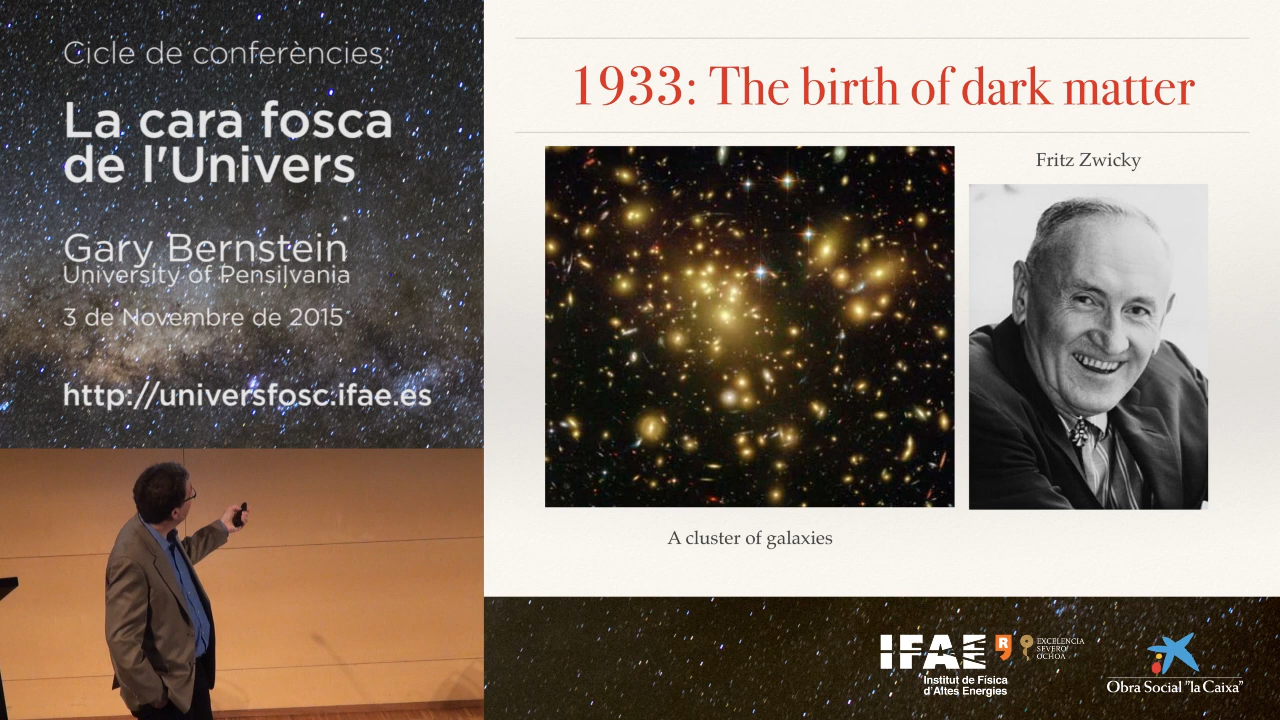 Cicle de conferències:
La cara fosca
de l'Univers
Gary Bernstein
University of Pensilvania
3 de Novembre de 2015
http://universfosc.ifae.es
1933: The birth of dark matter
Fritz Zwicky
A cluster of galaxies
IFAE
Institut de Física
d'Altes Energies
R
EXCELENCIA
SEVERO
OCHOA
Obra Social "la Caixa"